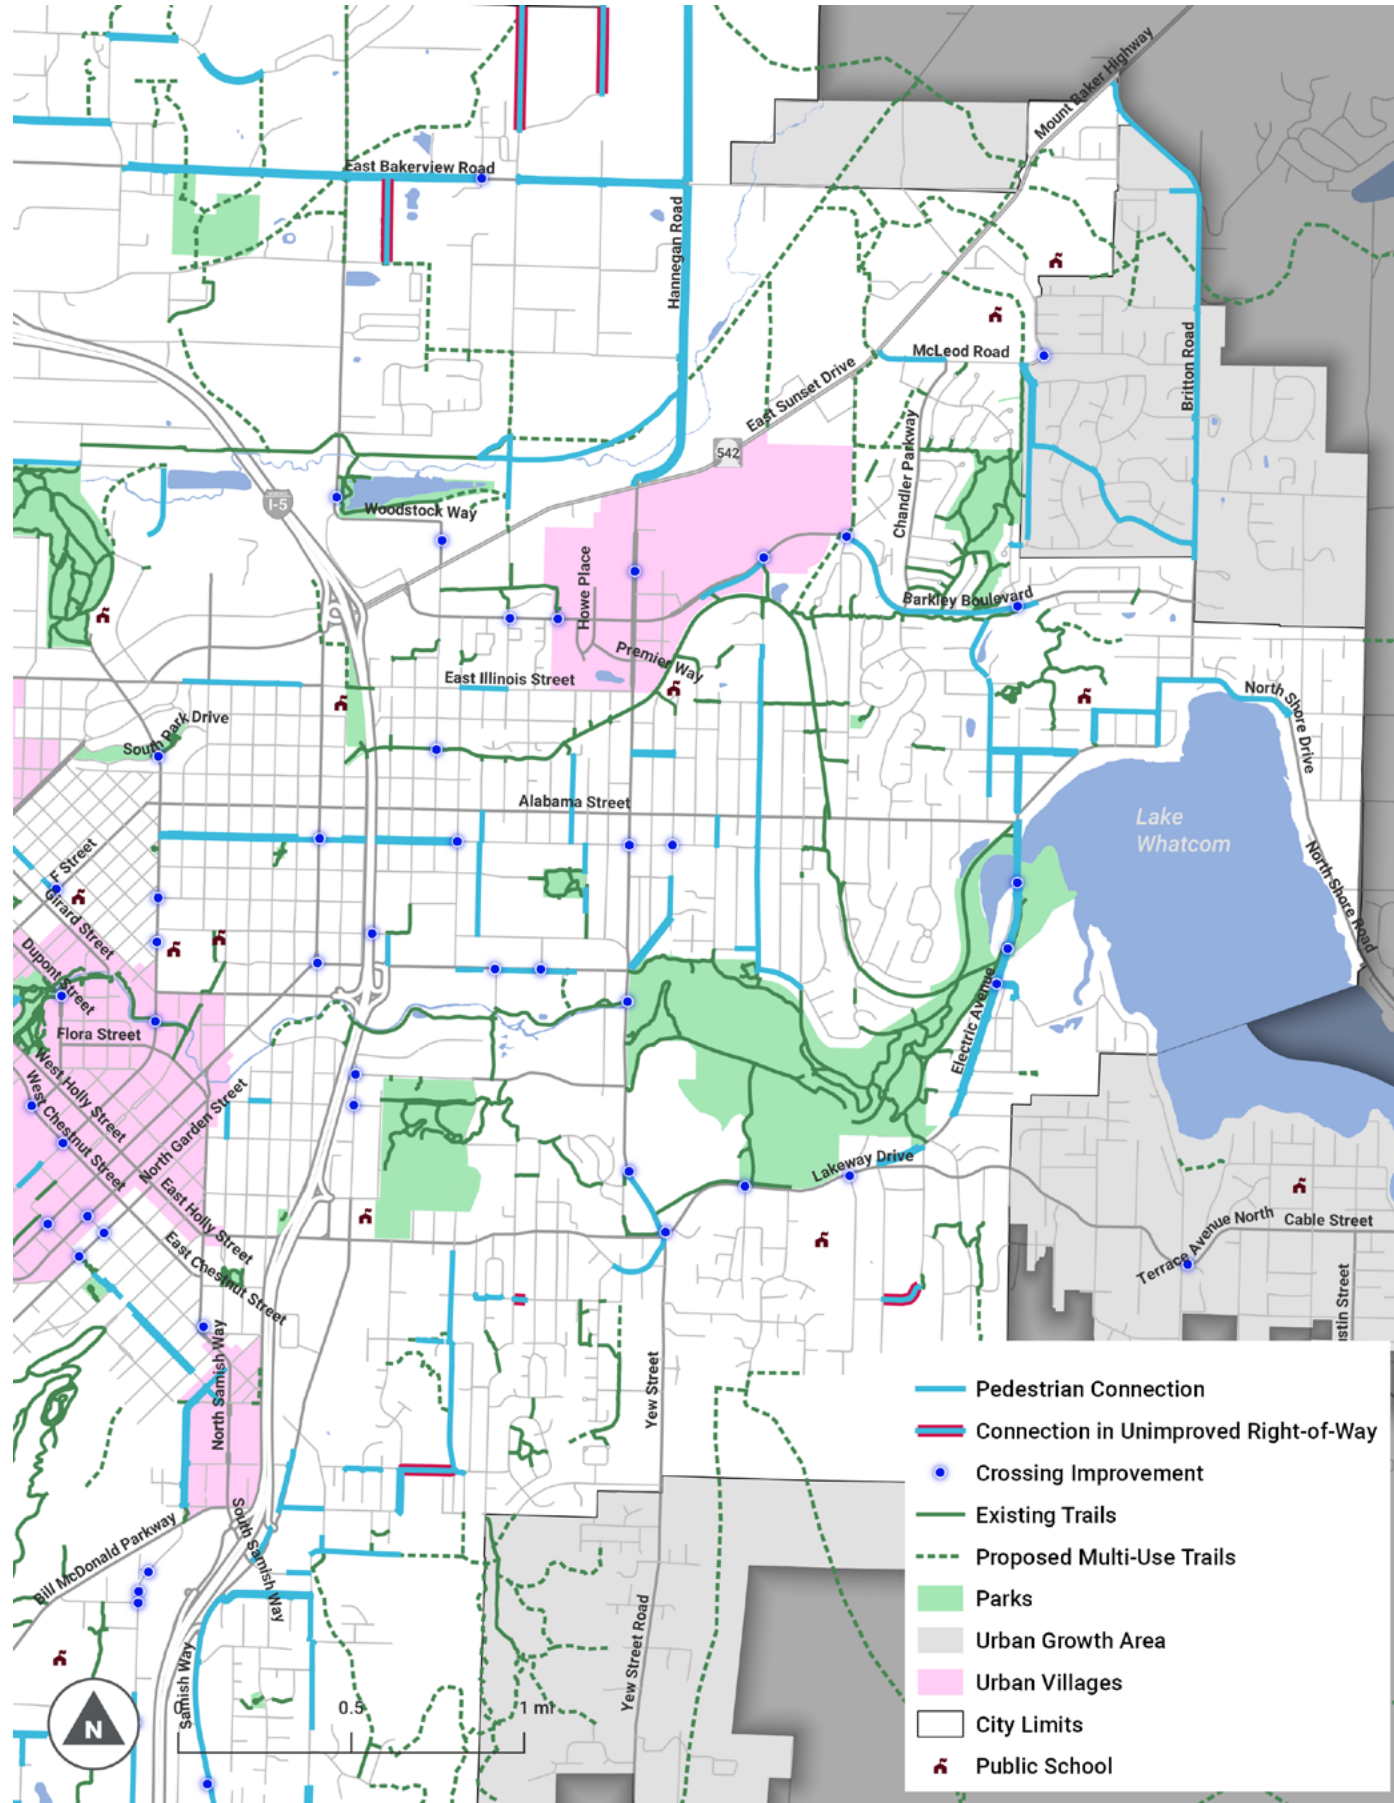 Mount Baker Highway
East Bakerview Road
Hannegan Road
McLeod Road
Britton Road
East Sunset Drive
542
Chandler Parkway
I-5
Woodstock Way
Howe Place
Barkley Boulevard
Premier Way
East Illinois Street
North Shore Drive
South Park Drive
Alabama Street
Lake
Whatcom
F Street
Girard Street
North Shore Road
Dupont Street
Flora Street
Electric Avenue
West Holly Street
West Chestnut Street
North Garden Street
Lakeway Drive
East Holly Street
Terrace Avenue North
Cable Street
East Chestnut Street
ustin Street
North Samish Way
Yew Street
Bill McDonald Parkway
South Samish Way
Yew Street Road
Samish Way
0
0.5
1 mi
N
Pedestrian Connection
Connection in Unimproved Right-of-Way
Crossing Improvement
Existing Trails
Proposed Multi-Use Trails
Parks
Urban Growth Area
Urban Villages
City Limits
Public School